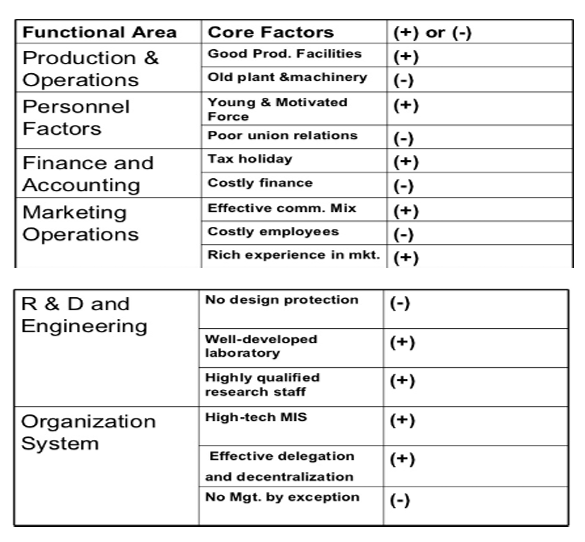 Functional Area Core Factors (+) or (-)
Production & Operations Good Prod. Facilities (+)
Old plant &machinery (-)
Personnel Factors Young & Motivated Force (+)
Poor union relations (-)
Finance and Accounting Tax holiday (+)
Costly finance (-)
Marketing Operations Effective comm. Mix (+)
Costly employees (-)
Rich experience in mkt. (+)
R & D and Engineering No design protection (-)
Well-developed laboratory (+)
Highly qualified research staff (+)
Organization System High-tech MIS (+)
Effective delegation and decentralization (+)
No Mgt. by exception (-)